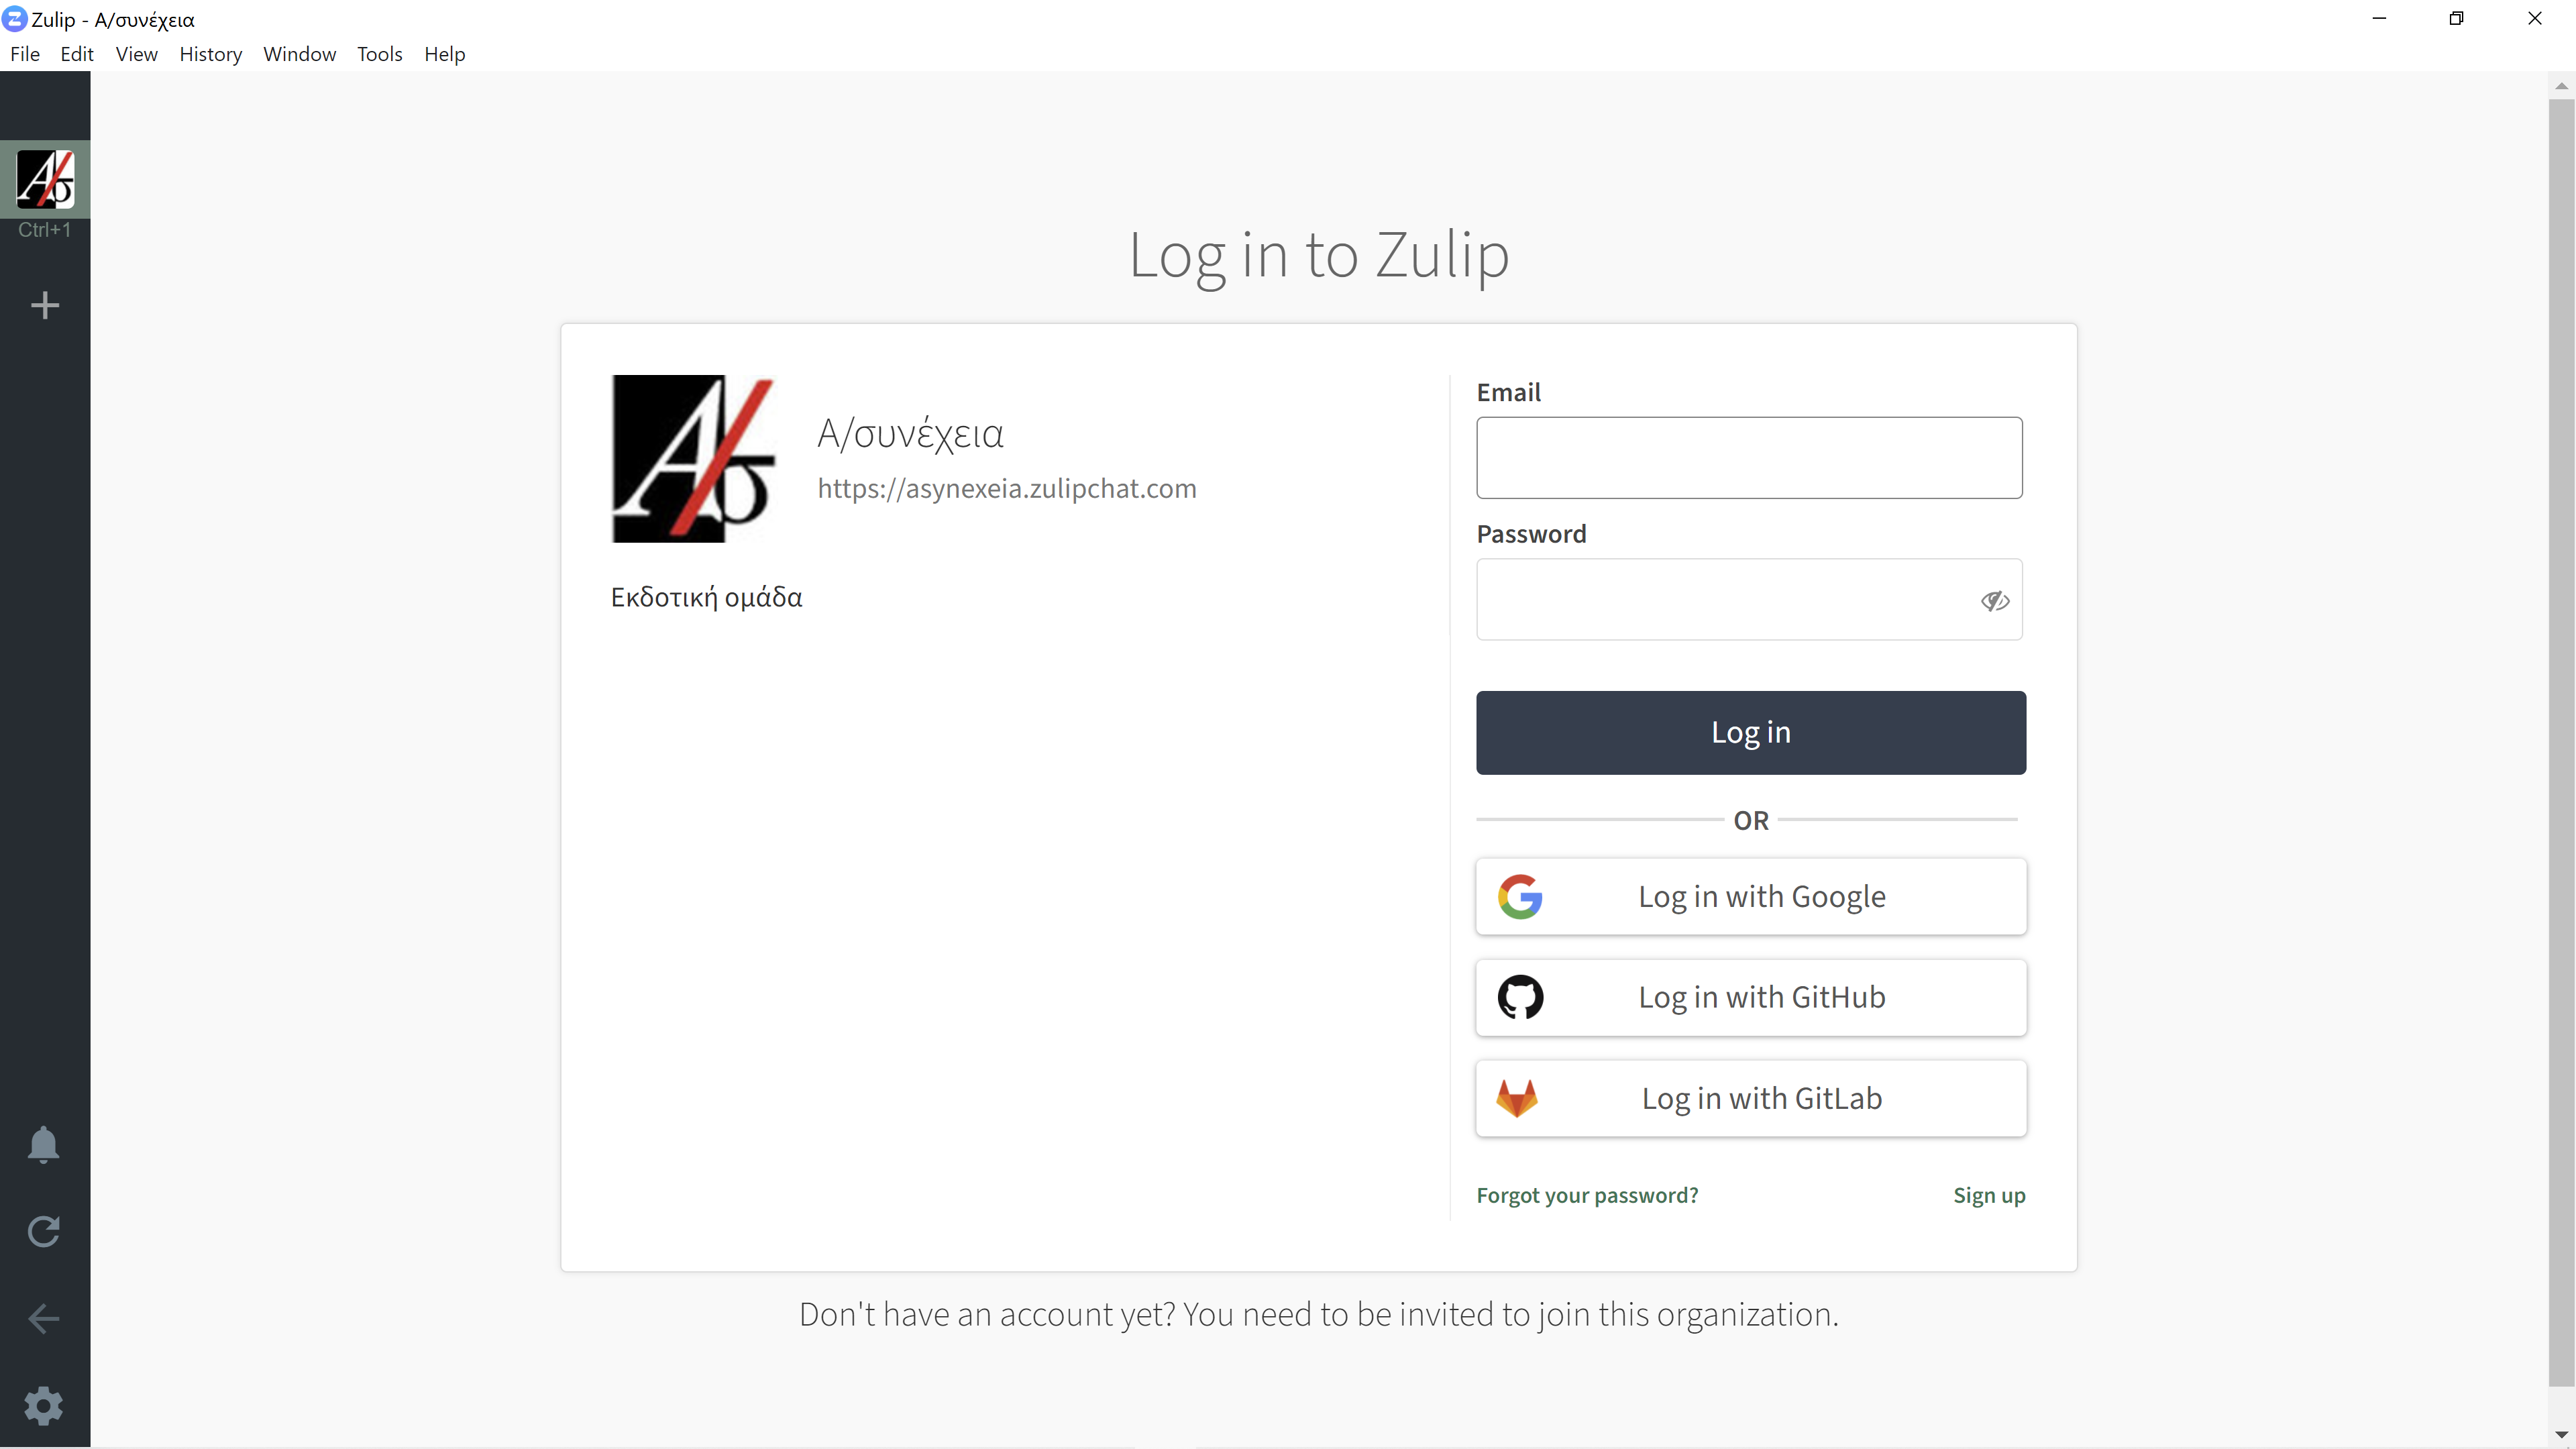 Zulip - Α/συνέχεια
File Edit View History Window Tools Help
Ctrl+1
Log in to Zulip
Α/συνέχεια
https://asynexeia.zulipchat.com
Εκδοτική ομάδα
Email
Password
Log in
OR
Log in with Google
Log in with GitHub
Log in with GitLab
Forgot your password? Sign up
Don't have an account yet? You need to be invited to join this organization.